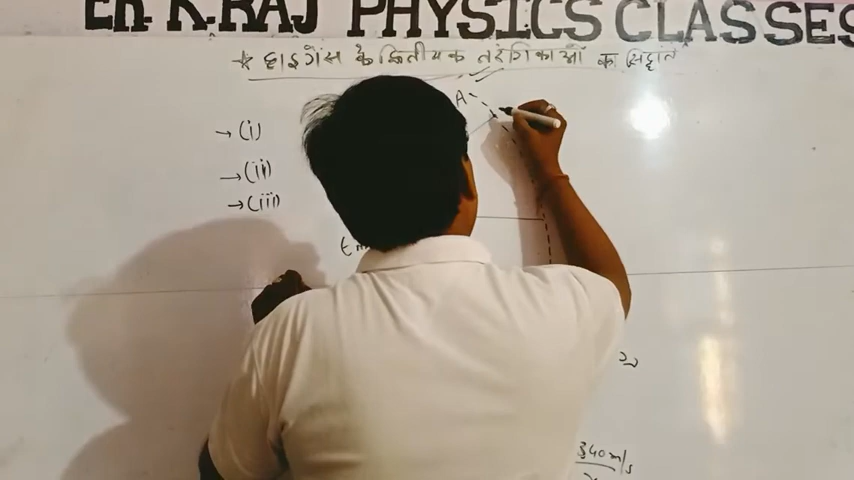 ER. K.RAJ PHYSICS CLASSES
* हाइगेंस के द्वितीयक तरंगिकाओं का सिद्धांत
A
→ (i)
→ (ii)
→ (iii)
340 m/s